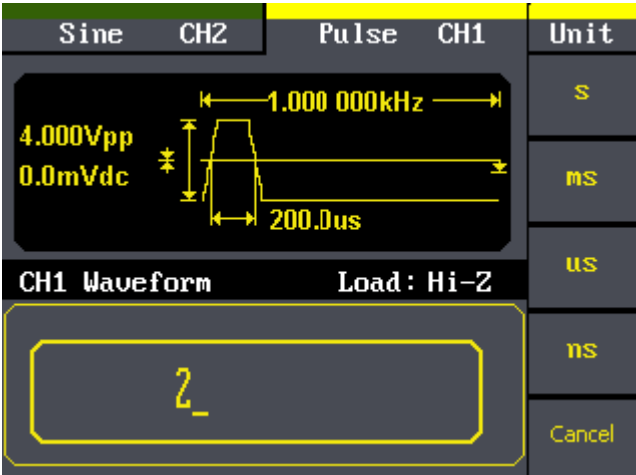 Sine CH2 Pulse CH1 Unit
1.000 000kHz
s
4.000Vpp
0.0mVdc
ms
200.0us
us
CH1 Waveform Load: Hi-Z
ns
2_
Cancel